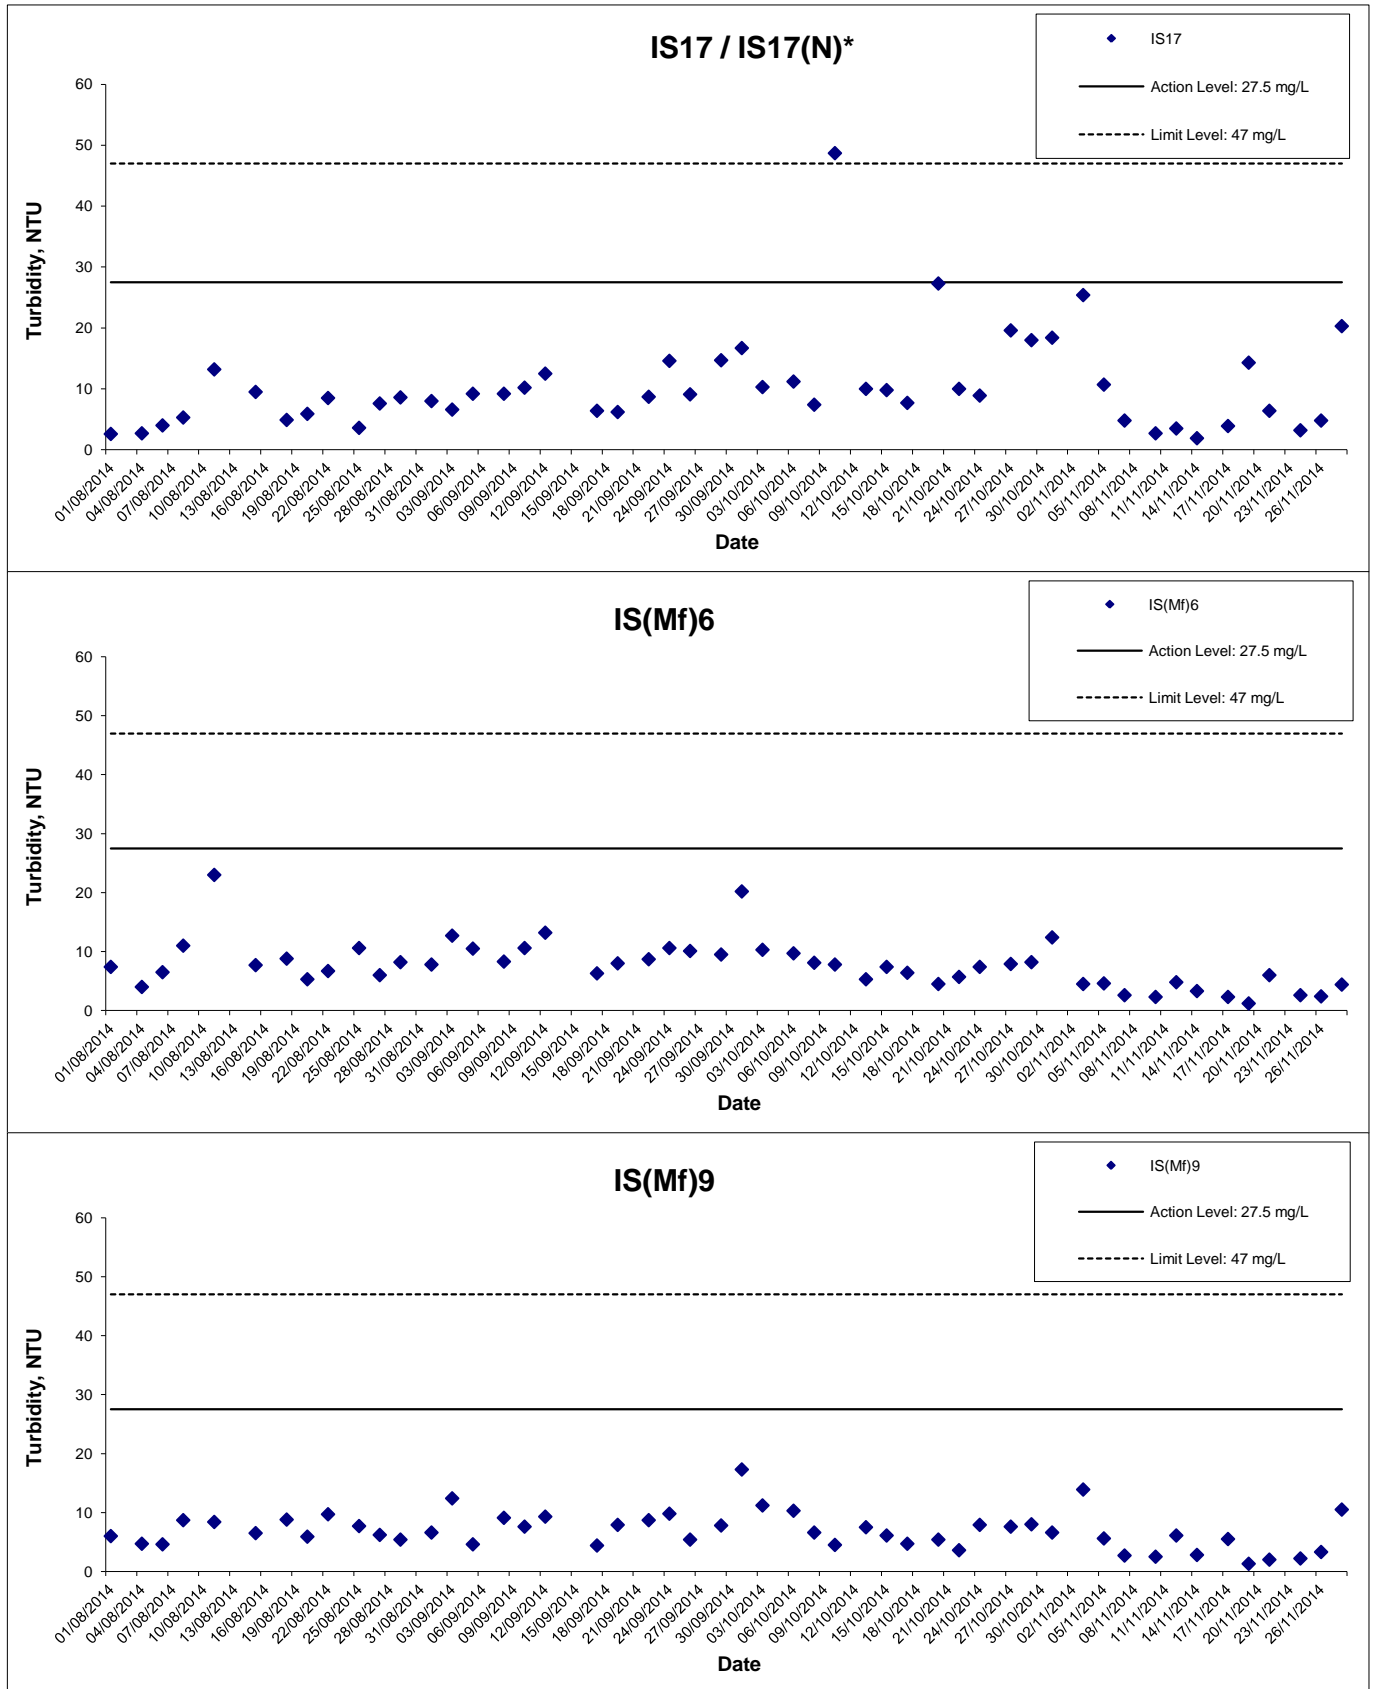 IS17 / IS17(N)*
IS17
Action Level: 27.5 mg/L
Limit Level: 47 mg/L
60
50
40
30
20
10
0
Turbidity, NTU
01/08/2014 04/08/2014 07/08/2014 10/08/2014 13/08/2014 16/08/2014 19/08/2014 22/08/2014 25/08/2014 28/08/2014 31/08/2014 03/09/2014 06/09/2014 09/09/2014 12/09/2014 15/09/2014 18/09/2014 21/09/2014 24/09/2014 27/09/2014 30/09/2014 03/10/2014 06/10/2014 09/10/2014 12/10/2014 15/10/2014 18/10/2014 21/10/2014 24/10/2014 27/10/2014 30/10/2014 02/11/2014 05/11/2014 08/11/2014 11/11/2014 14/11/2014 17/11/2014 20/11/2014 23/11/2014 26/11/2014
Date
IS(Mf)6
IS(Mf)6
Action Level: 27.5 mg/L
Limit Level: 47 mg/L
60
50
40
30
20
10
0
Turbidity, NTU
01/08/2014 04/08/2014 07/08/2014 10/08/2014 13/08/2014 16/08/2014 19/08/2014 22/08/2014 25/08/2014 28/08/2014 31/08/2014 03/09/2014 06/09/2014 09/09/2014 12/09/2014 15/09/2014 18/09/2014 21/09/2014 24/09/2014 27/09/2014 30/09/2014 03/10/2014 06/10/2014 09/10/2014 12/10/2014 15/10/2014 18/10/2014 21/10/2014 24/10/2014 27/10/2014 30/10/2014 02/11/2014 05/11/2014 08/11/2014 11/11/2014 14/11/2014 17/11/2014 20/11/2014 23/11/2014 26/11/2014
Date
IS(Mf)9
IS(Mf)9
Action Level: 27.5 mg/L
Limit Level: 47 mg/L
60
50
40
30
20
10
0
Turbidity, NTU
01/08/2014 04/08/2014 07/08/2014 10/08/2014 13/08/2014 16/08/2014 19/08/2014 22/08/2014 25/08/2014 28/08/2014 31/08/2014 03/09/2014 06/09/2014 09/09/2014 12/09/2014 15/09/2014 18/09/2014 21/09/2014 24/09/2014 27/09/2014 30/09/2014 03/10/2014 06/10/2014 09/10/2014 12/10/2014 15/10/2014 18/10/2014 21/10/2014 24/10/2014 27/10/2014 30/10/2014 02/11/2014 05/11/2014 08/11/2014 11/11/2014 14/11/2014 17/11/2014 20/11/2014 23/11/2014 26/11/2014
Date